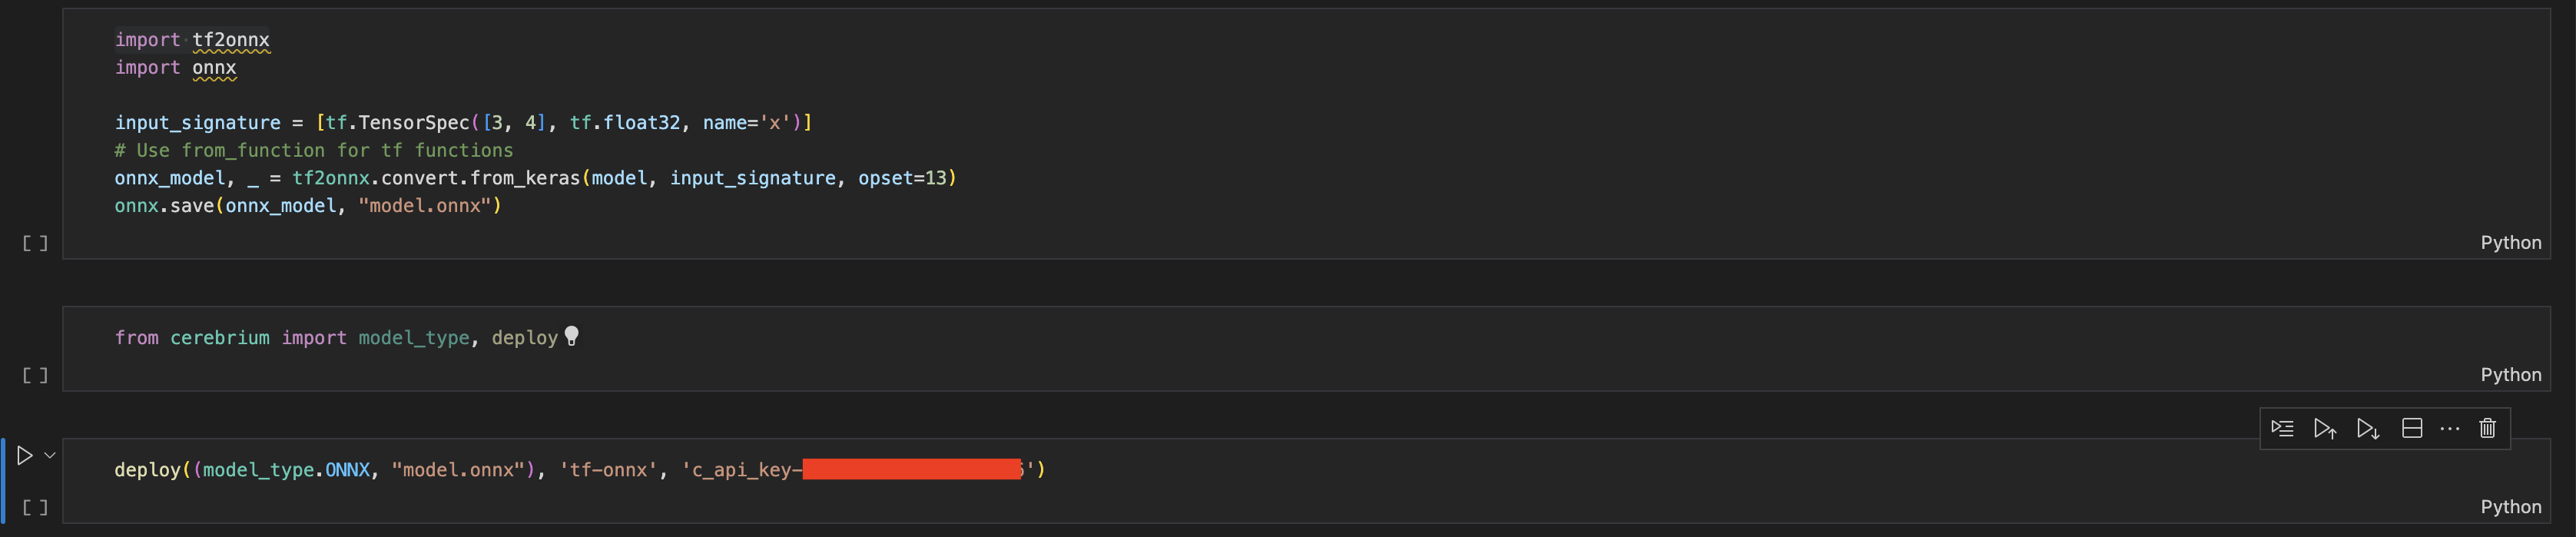 import tf2onnx
import onnx
input_signature = [tf.TensorSpec([3, 4], tf.float32, name='x')]
# Use from_function for tf functions
onnx_model, _ = tf2onnx.convert.from_keras(model, input_signature, opset=13)
onnx.save(onnx_model, "model.onnx")
[ ]
Python
from cerebrium import model_type, deploy
[ ]
Python
deploy((model_type.ONNX, "model.onnx"), 'tf-onnx', 'c_api_key-')
[ ]
Python